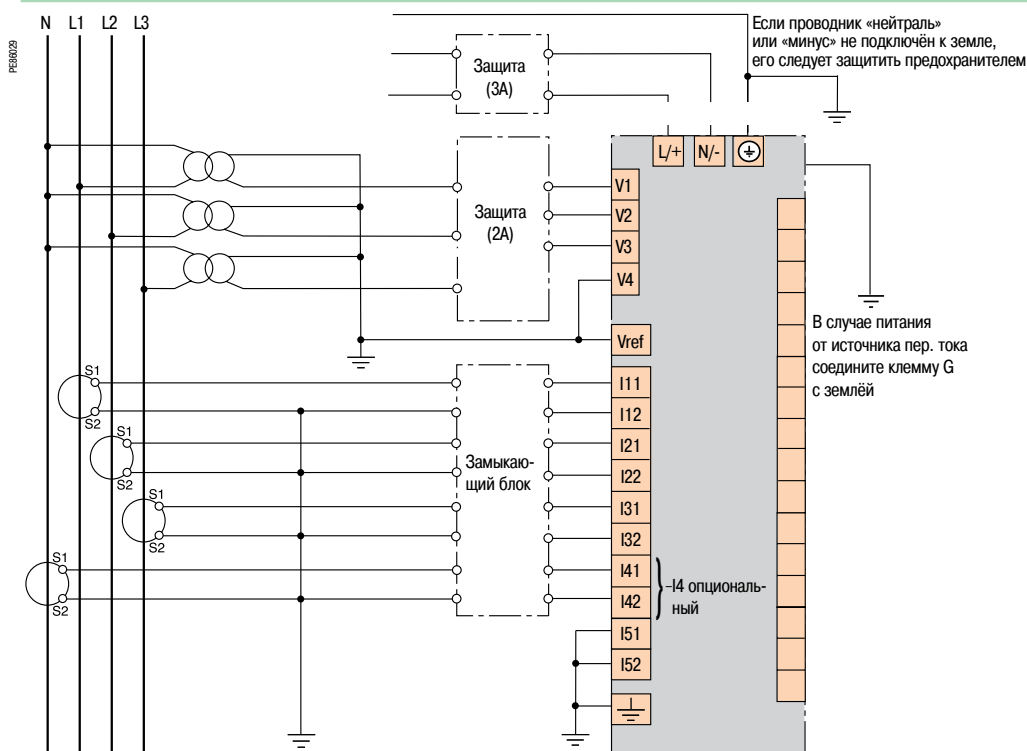 N L1 L2 L3
PE86029
Если проводник «нейтраль»
или «минус» не подключён к земле,
его следует защитить предохранителем
Защита
(3А)
L/+ N/-
Защита
(2А)
V1
V2
V3
V4
Vref
В случае питания
от источника пер. тока
соедините клемму G
с землёй
S1
S2
S1
S2
S1
S2
S1
S2
Замыкаю-
щий блок
I11
I12
I21
I22
I31
I32
I41
I42
I51
I52
-I4 опциональ-
ный